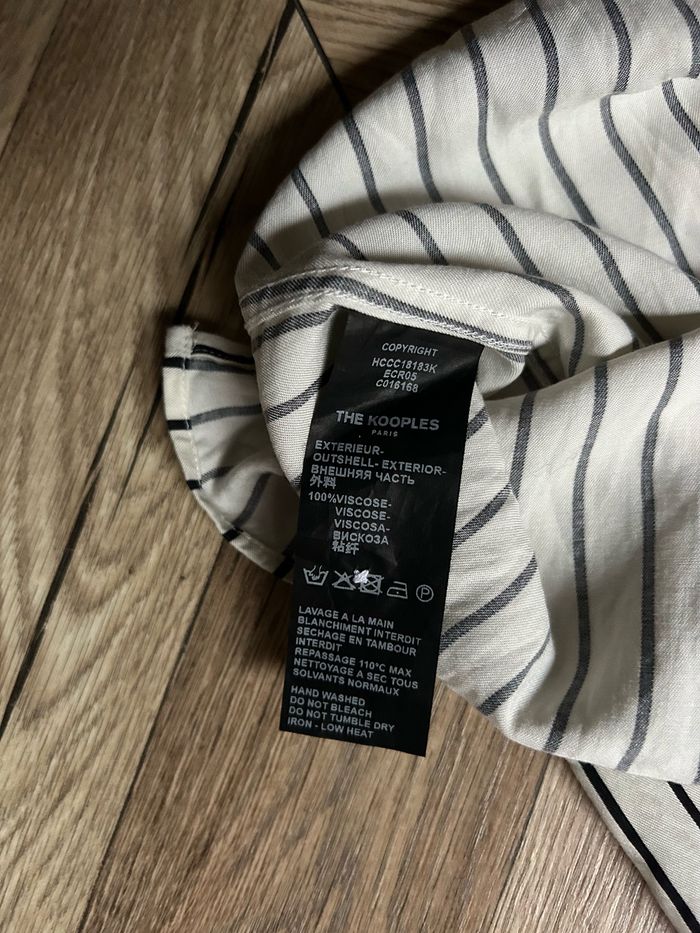 COPYRIGHT
HCCC18183K
ECR05
C016168
THE KOOPLES
PARIS
EXTERIEUR-
OUTSHELL- EXTERIOR-
ВНЕШНЯЯ ЧАСТЬ
外料
100%VISCOSE-
VISCOSE-
VISCOSA-
ВИСКОЗА
粘纤
P
LAVAGE A LA MAIN
BLANCHIMENT INTERDIT
SECHAGE EN TAMBOUR
INTERDIT
REPASSAGE 110°C MAX
NETTOYAGE A SEC TOUS
SOLVANTS NORMAUX
HAND WASHED
DO NOT BLEACH
DO NOT TUMBLE DRY
IRON - LOW HEAT